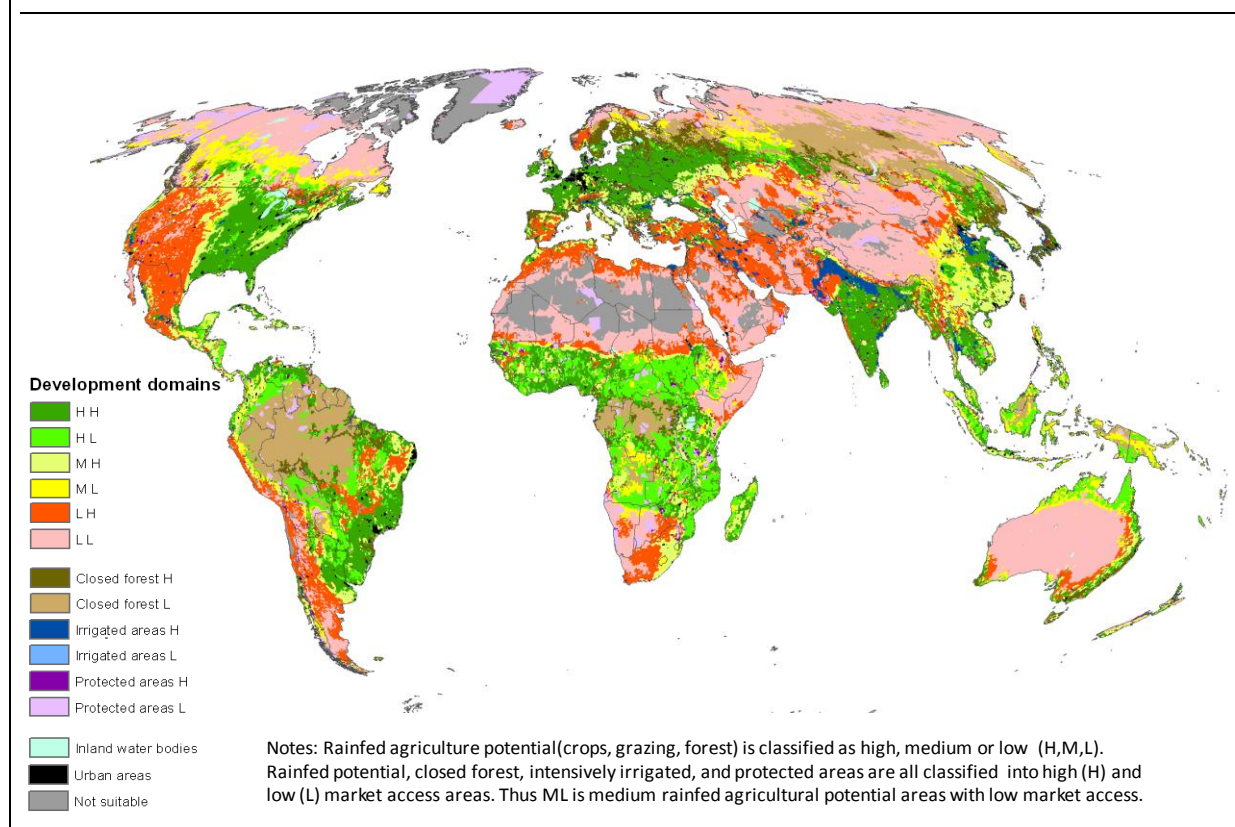 Development domains
H H
H L
M H
M L
L H
L L
Closed forest H
Closed forest L
Irrigated areas H
Irrigated areas L
Protected areas H
Protected areas L
Inland water bodies
Urban areas
Not suitable
Notes: Rainfed agriculture potential(crops, grazing, forest) is classified as high, medium or low (H,M,L).
Rainfed potential, closed forest, intensively irrigated, and protected areas are all classified into high (H) and
low (L) market access areas. Thus ML is medium rainfed agricultural potential areas with low market access.